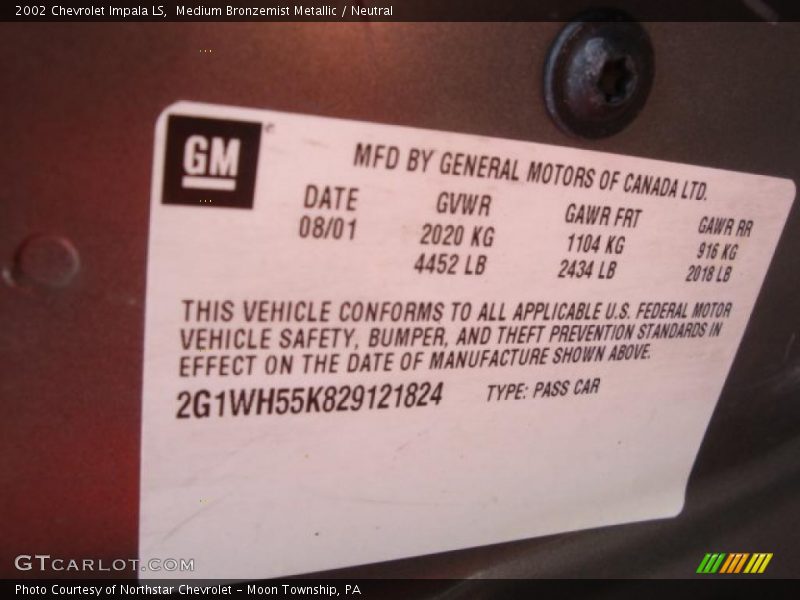 2002 Chevrolet Impala LS, Medium Bronzemist Metallic / Neutral
GM
MFD BY GENERAL MOTORS OF CANADA LTD.
DATE GVWR GAWR FRT GAWR RR
08/01 2020 KG 1104 KG 916 KG
4452 LB 2434 LB 2018 LB
THIS VEHICLE CONFORMS TO ALL APPLICABLE U.S. FEDERAL MOTOR
VEHICLE SAFETY, BUMPER, AND THEFT PREVENTION STANDARDS IN
EFFECT ON THE DATE OF MANUFACTURE SHOWN ABOVE.
2G1WH55K829121824 TYPE: PASS CAR
GTCARLOT.COM
Photo Courtesy of Northstar Chevrolet - Moon Township, PA